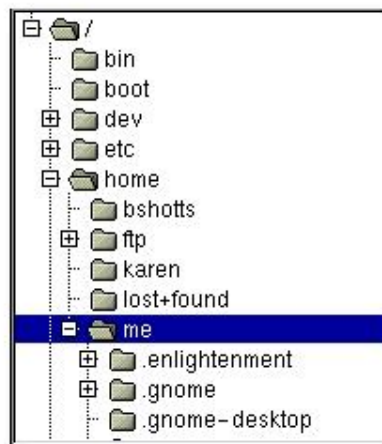 /
bin
boot
dev
etc
home
bshotts
ftp
karen
lost+found
me
.enlightenment
.gnome
.gnome-desktop